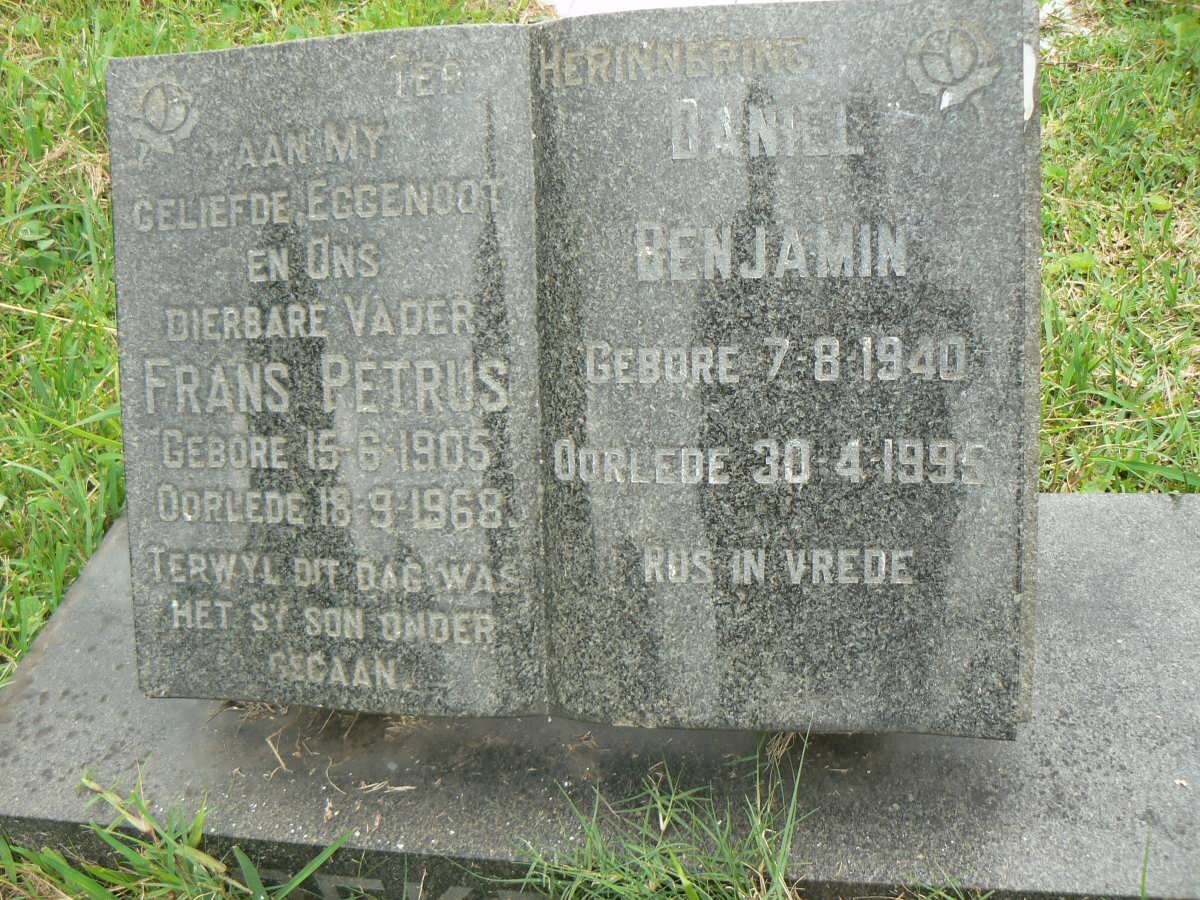 TER HERINNERING
AAN MY
GELIEFDE EGGENOOT
EN ONS
DIERBARE VADER
FRANS PETRUS
GEBORE 15-6-1905
OORLEDE 18-9-1968
TERWYL DIT DAG WAS
HET SY SON ONDER
GEGAAN
DANIEL
BENJAMIN
GEBORE 7-8-1940
OORLEDE 30-4-1995
RUS IN VREDE